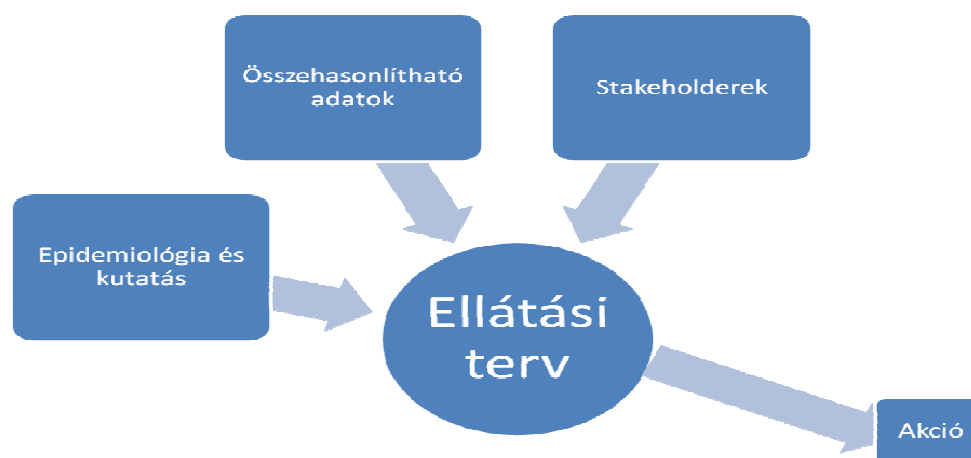 Összehasonlítható
adatok
Stakeholderek
Epidemiológia és
kutatás
Ellátási
terv
Akció